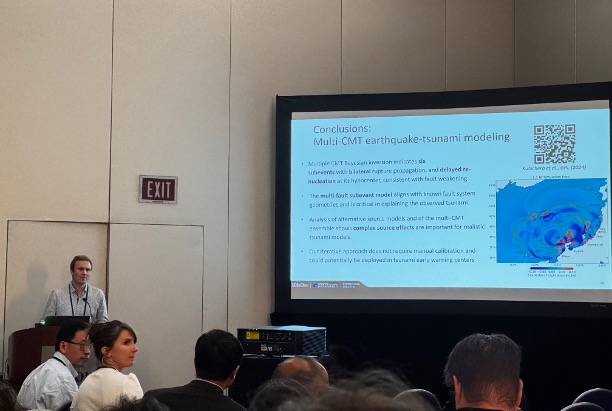 EXIT
Conclusions:
Multi-CMT earthquake-tsunami modeling
• Multiple CMT Bayesian inversion indicates six
subevents with bilateral rupture propagation, and delayed re-
nucleation at its hypocenter, consistent with fault weakening
• The multi-fault subevent model aligns with known fault system
geometries and is critical in explaining the observed tsunami
• Analysis of alternative source models and of the multi-CMT
ensemble shows complex source effects are important for realistic
tsunami models
• Our iterative approach does not require manual calibration and
could potentially be deployed in tsunami early warning centers
et al., (2024)